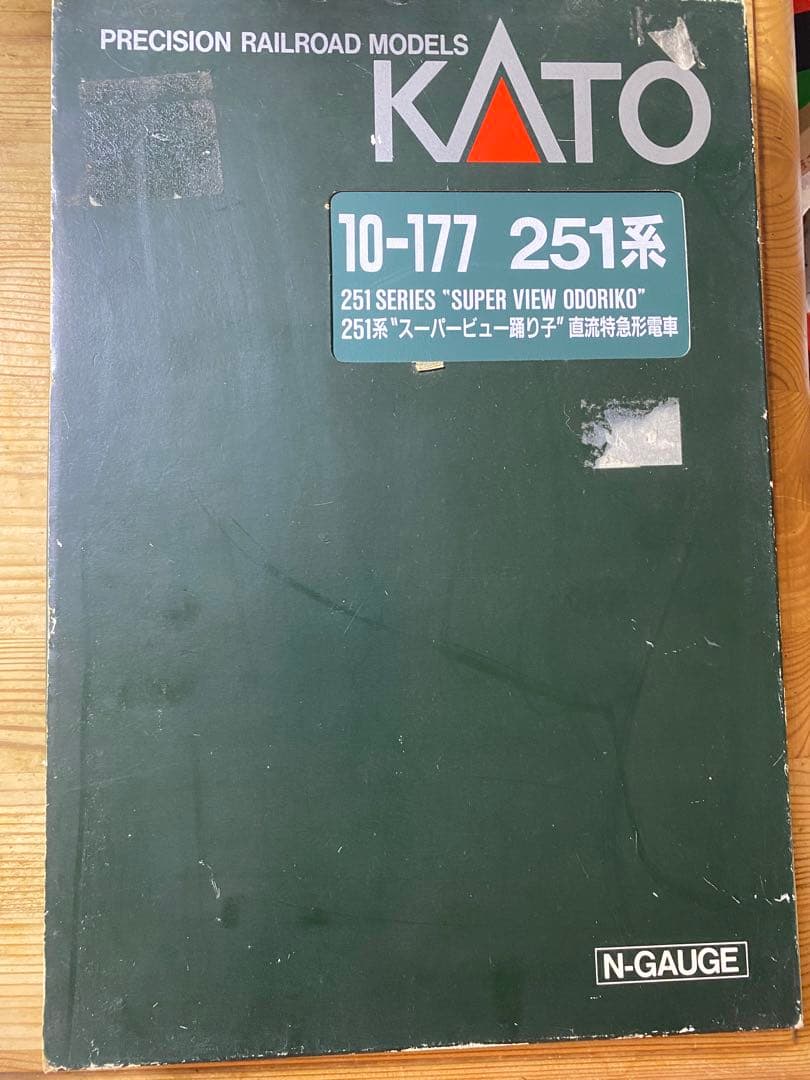 PRECISION RAILROAD MODELS
KATO
10-177 251系
251 SERIES "SUPER VIEW ODORIKO"
251系〝スーパービュー踊り子〟直流特急形電車
N-GAUGE